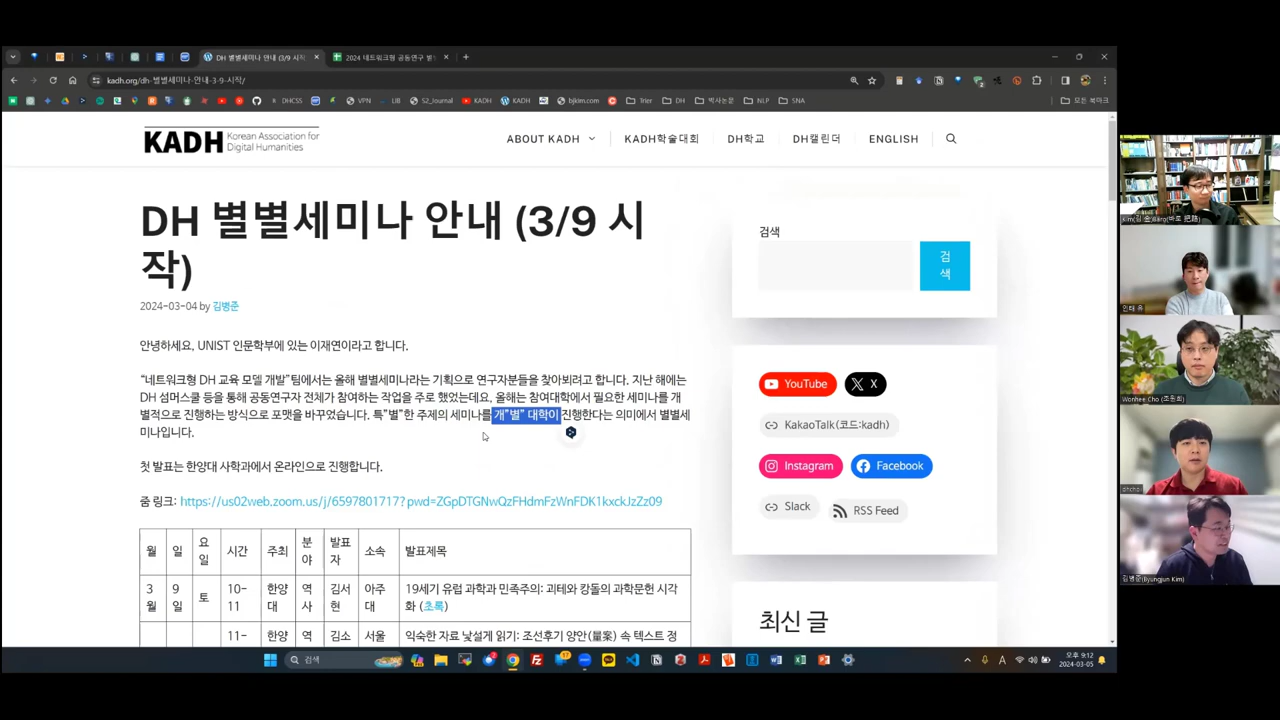 DH 별별세미나 안내 (3/9 시작)
2024 네트워크형 공동연구 발
kadh.org/dh-별별세미나-안내-3-9-시작/
DHCSS
VPN
LIB
S2_Journal
KADH
KADH
bjkim.com
Trier
DH
박사논문
NLP
SNA
모든 북마크
KADH Korean Association for
Digital Humanities
ABOUT KADH
KADH학술대회
DH학교
DH캘린더
ENGLISH
DH 별별세미나 안내 (3/9 시
작)
2024-03-04 by 김병준
안녕하세요, UNIST 인문학부에 있는 이재연이라고 합니다.
“네트워크형 DH 교육 모델 개발”팀에서는 올해 별별세미나라는 기획으로 연구자분들을 찾아뵈려고 합니다. 지난 해에는
DH 섬머스쿨 등을 통해 공동연구자 전체가 참여하는 작업을 주로 했었는데요, 올해는 참여대학에서 필요한 세미나를 개
별적으로 진행하는 방식으로 포맷을 바꾸었습니다. 특”별”한 주제의 세미나를 개”별” 대학이 진행한다는 의미에서 별별세
미나입니다.
첫 발표는 한양대 사학과에서 온라인으로 진행합니다.
줌 링크: https://us02web.zoom.us/j/6597801717?pwd=ZGpDTGNwQzFHdmFzWnFDK1kxckJzZz09
월 일 요일 시간 주최 분야 발표자 소속 발표제목
3월 9일 토 10-11 한양대 역사 김서현 아주대 19세기 유럽 과학과 민족주의: 괴테와 캉돌의 과학문헌 시각화 (초록)
11- 한양 역 김소 서울 익숙한 자료 낯설게 읽기: 조선후기 양안(量案) 속 텍스트 정
검색
검색
YouTube
X
KakaoTalk(코드:kadh)
Instagram
Facebook
Slack
RSS Feed
최신 글
인태 유
Wonhee Cho (조원희)
dhcho
김병준(Byungjun Kim)
검색
오후 9:12
2024-03-05